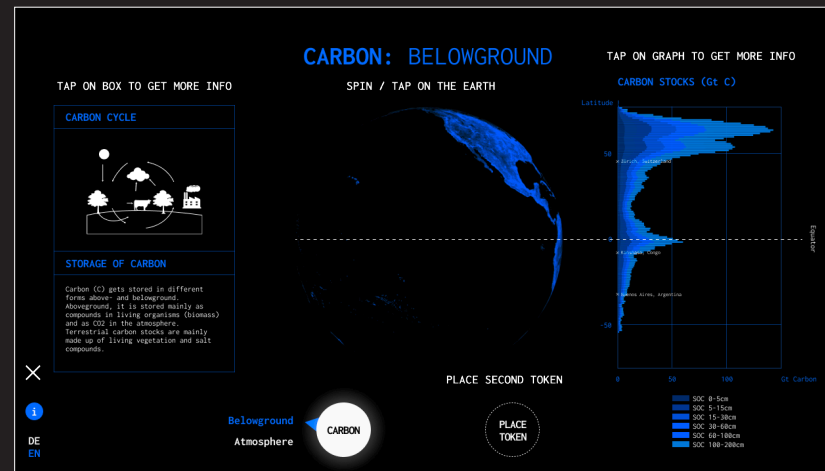 CARBON: BELOWGROUND
TAP ON BOX TO GET MORE INFO
SPIN / TAP ON THE EARTH
TAP ON GRAPH TO GET MORE INFO
CARBON CYCLE
STORAGE OF CARBON
Carbon (C) gets stored in different
forms above- and belowground.
Aboveground, it is stored mainly as
compounds in living organisms (biomass)
and as CO2 in the atmosphere.
Terrestrial carbon stocks are mainly
made up of living vegetation and salt
compounds.
CARBON STOCKS (Gt C)
Latitude
50
Zürich, Switzerland
0
Equator
Kinshasa, Congo
Buenos Aires, Argentina
-50
0 50 100 Gt Carbon
SOC 0-5cm
SOC 5-15cm
SOC 15-30cm
SOC 30-60cm
SOC 60-100cm
SOC 100-200cm
PLACE SECOND TOKEN
Belowground
Atmosphere
CARBON
PLACE
TOKEN
i
DE
EN